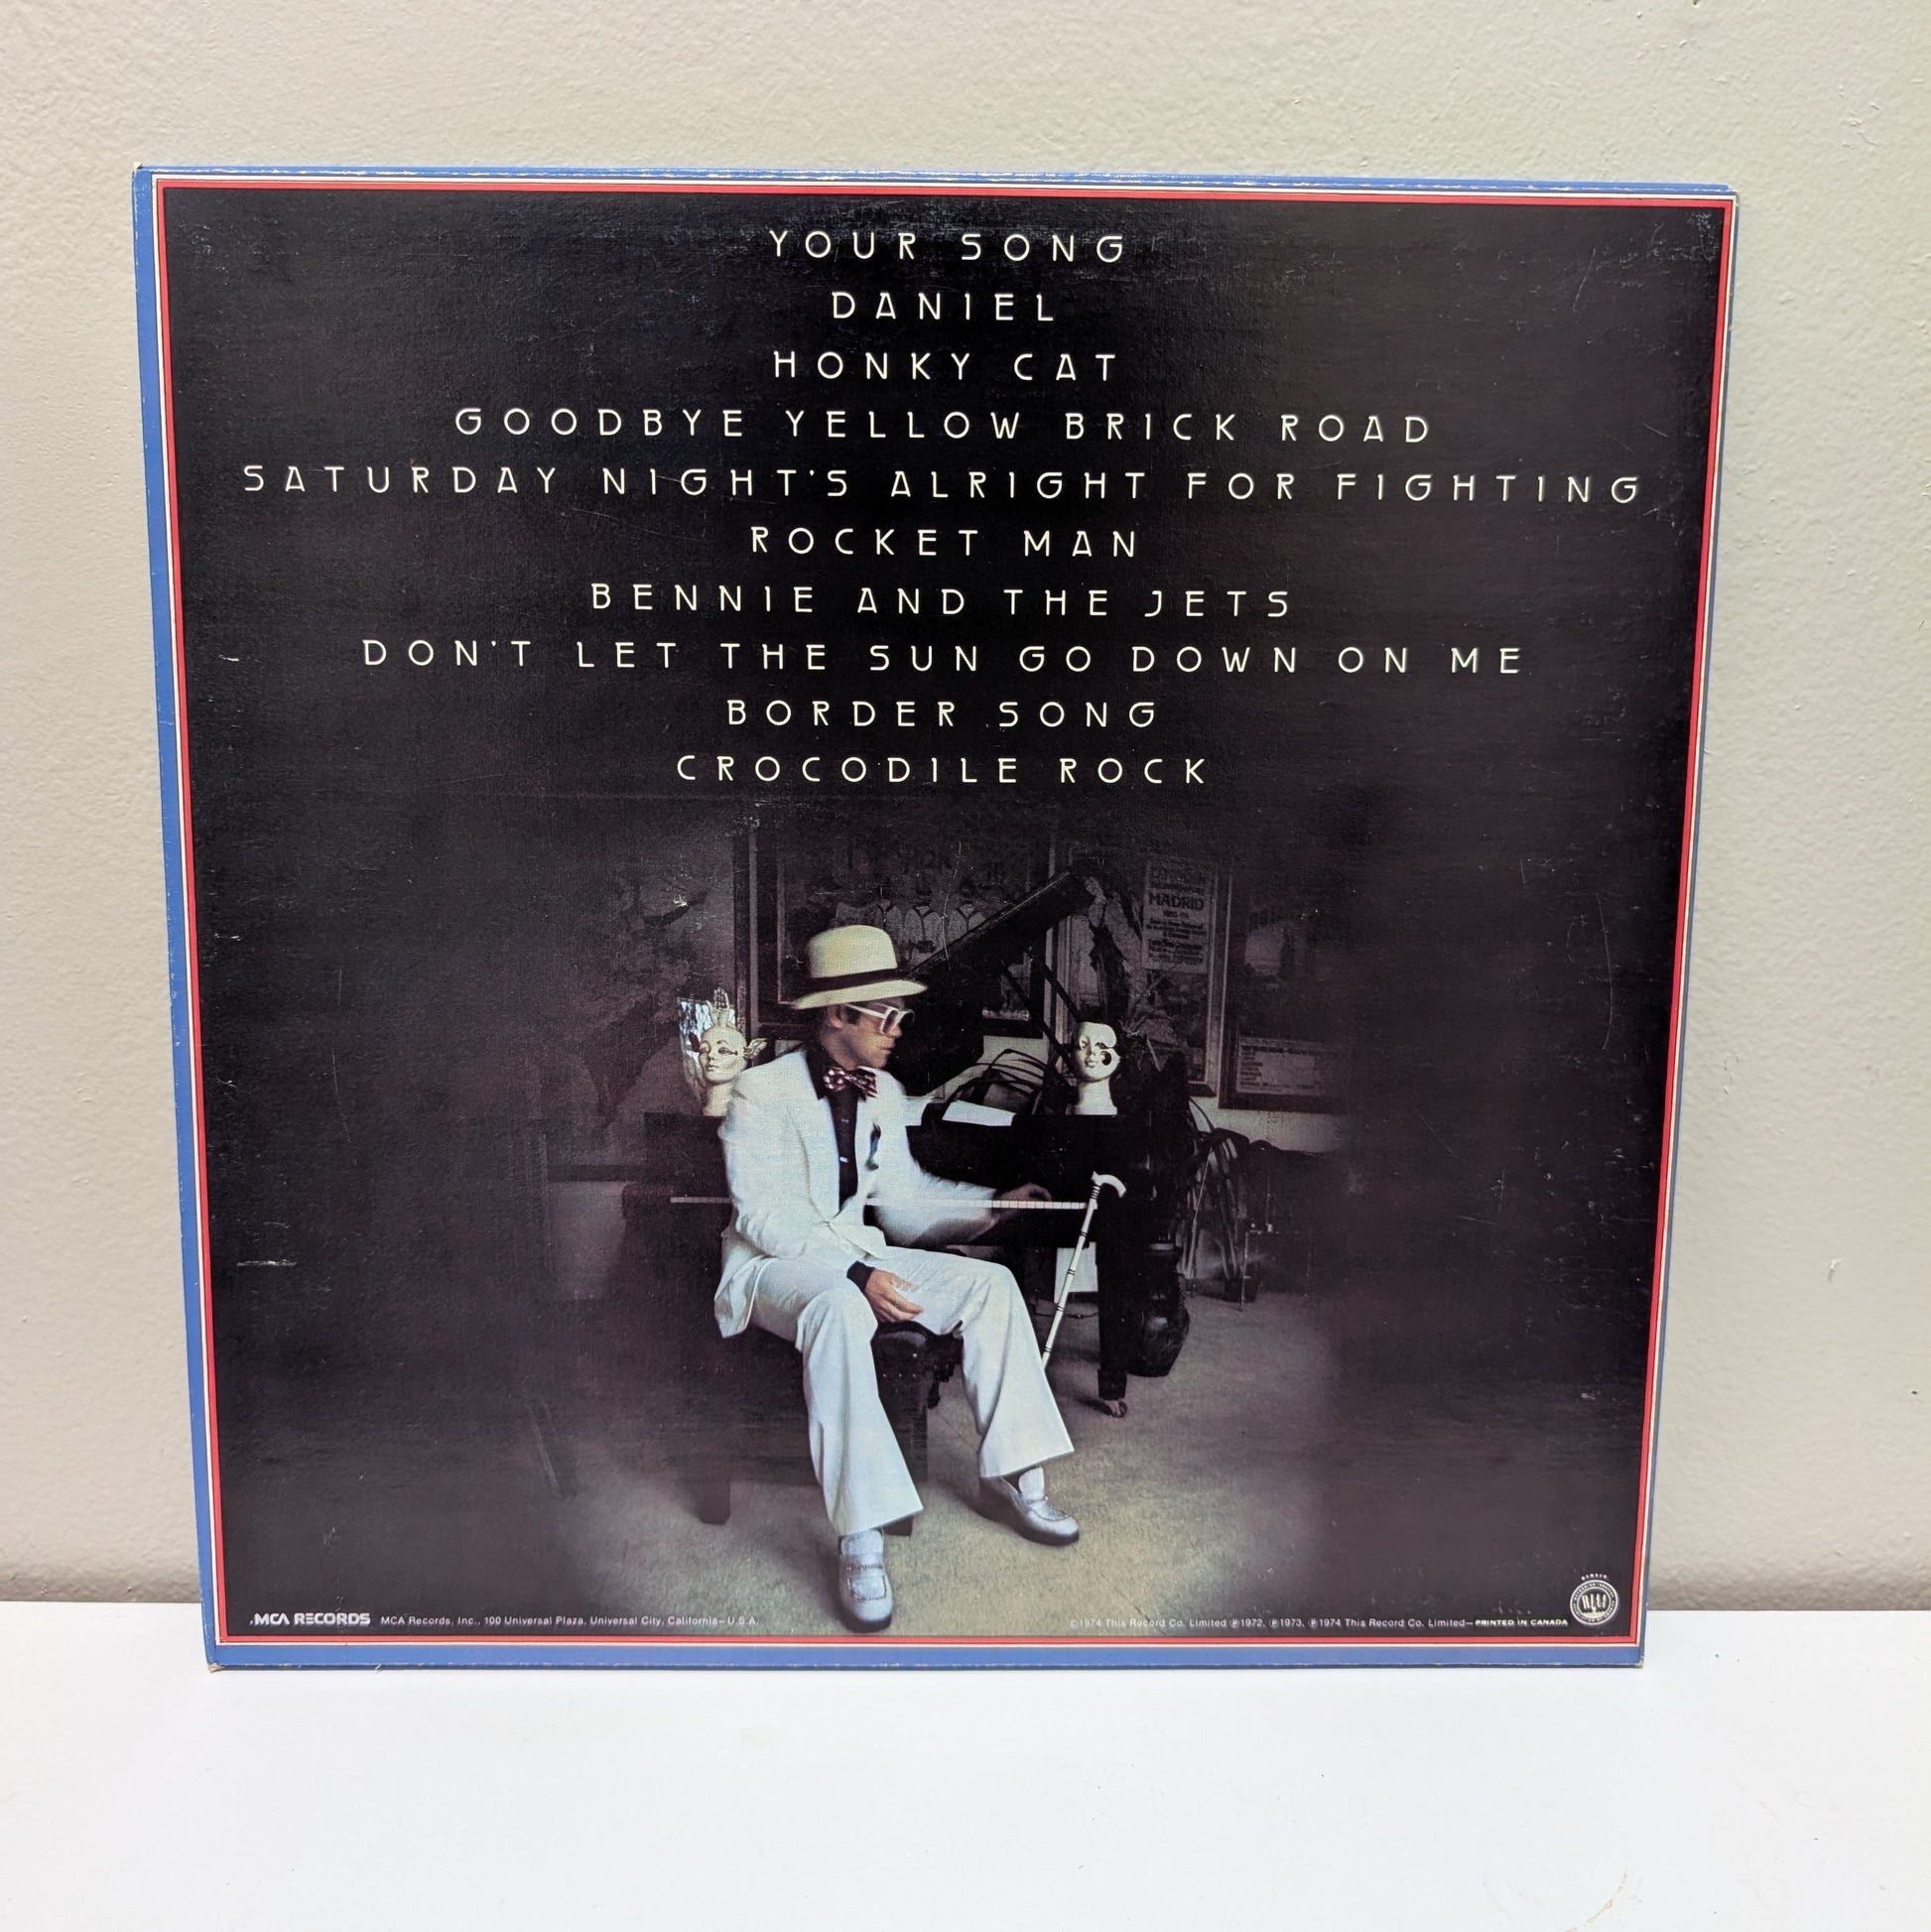 YOUR SONG
DANIEL
HONKY CAT
GOODBYE YELLOW BRICK ROAD
SATURDAY NIGHT'S ALRIGHT FOR FIGHTING
ROCKET MAN
BENNIE AND THE JETS
DON'T LET THE SUN GO DOWN ON ME
BORDER SONG
CROCODILE ROCK
MADRID
MCA RECORDS MCA Records, Inc., 100 Universal Plaza, Universal City, California—U.S.A.
©1974 This Record Co. Limited ℗1972, ℗1973, ℗1974 This Record Co. Limited—PRINTED IN CANADA